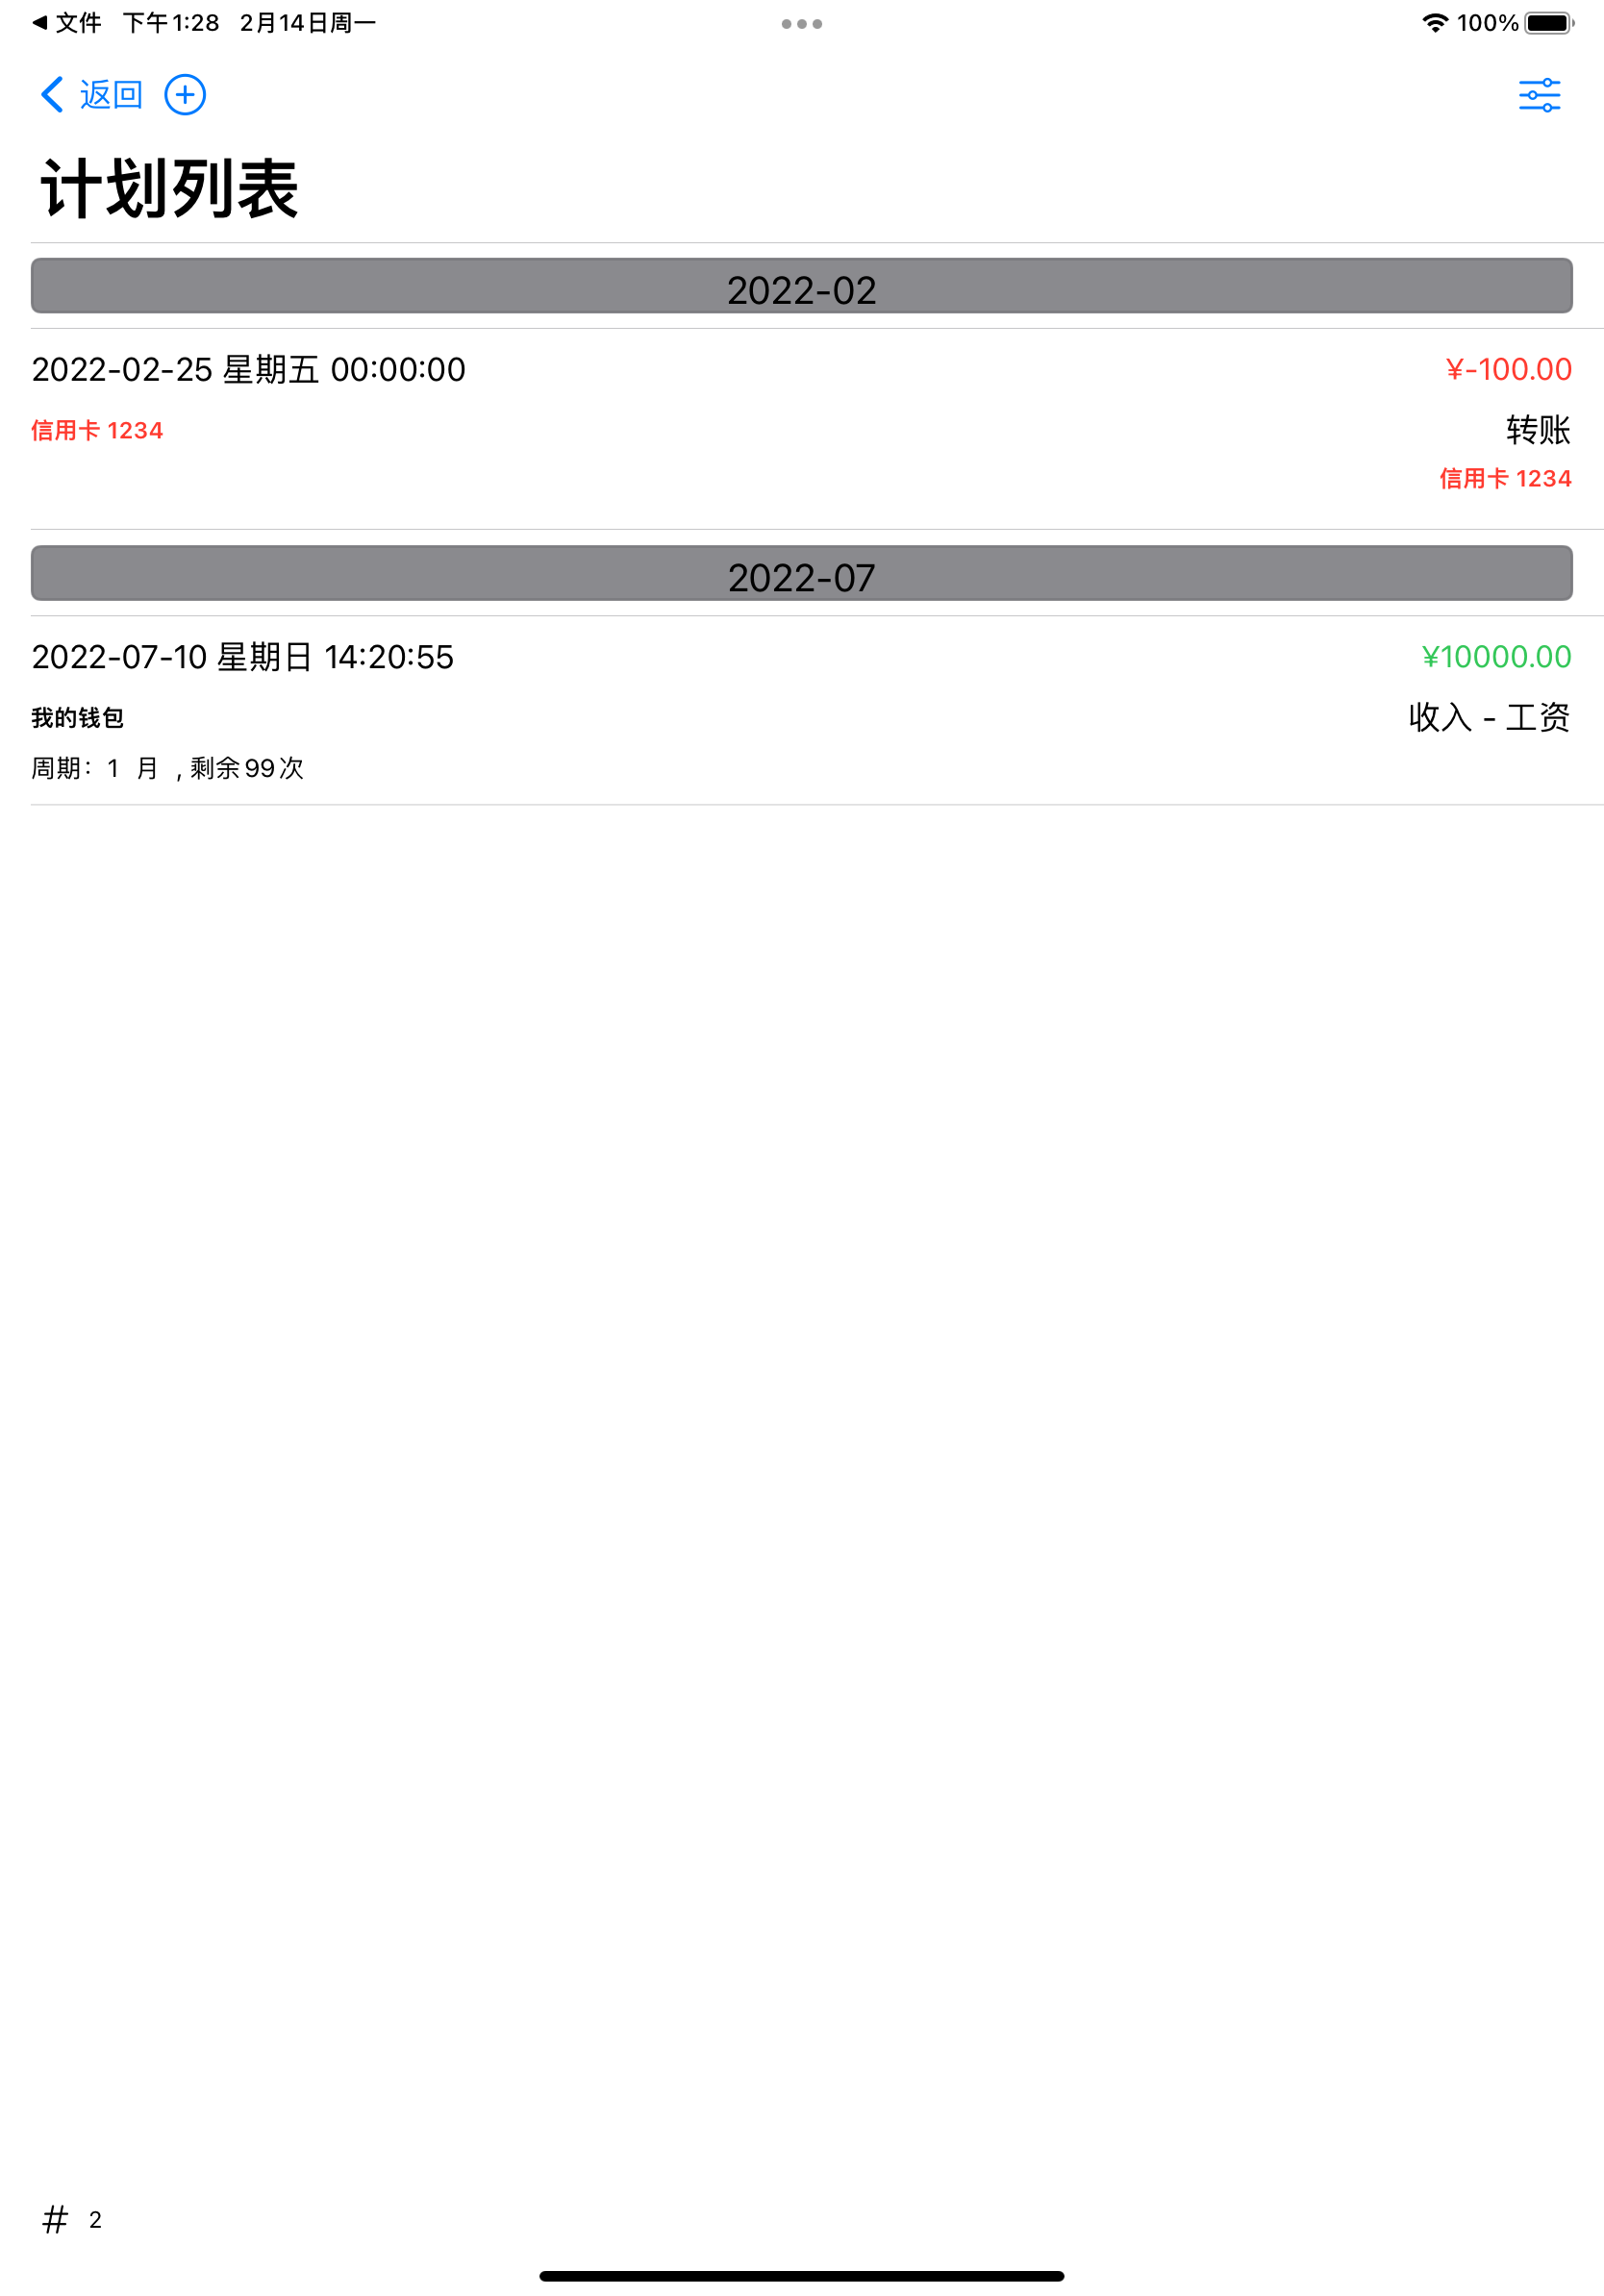 文件 下午1:28 2月14日周一 100%
返回
计划列表
2022-02
2022-02-25 星期五 00:00:00 ¥-100.00
信用卡 1234 转账
信用卡 1234
2022-07
2022-07-10 星期日 14:20:55 ¥10000.00
我的钱包 收入 - 工资
周期：1 月 , 剩余99次
# 2